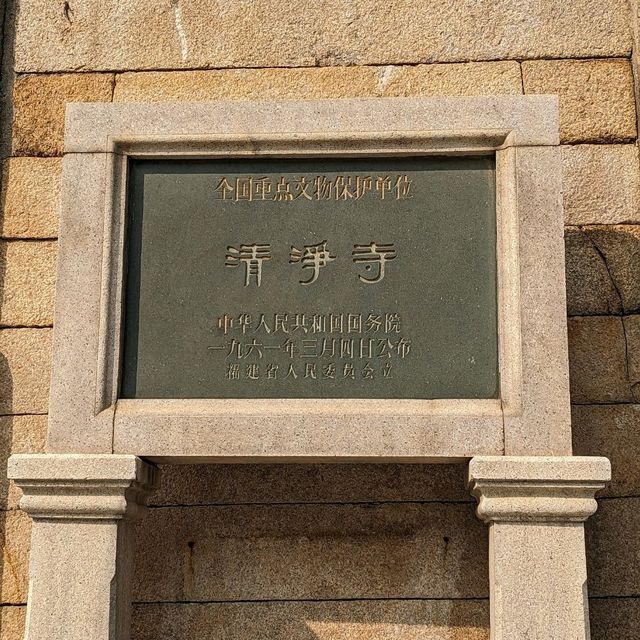 全国重点文物保护单位
清淨寺
中华人民共和国国务院
一九六一年三月四日公布
福建省人民委员会立